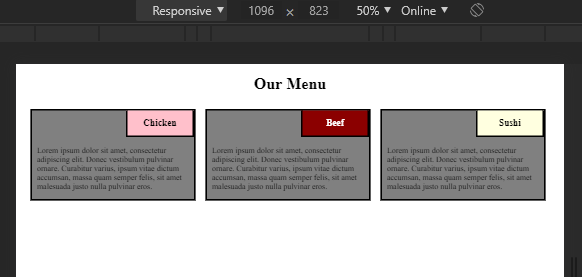 Responsive ▼ 1096 × 823 50% ▼ Online ▼
Our Menu
Chicken
Lorem ipsum dolor sit amet, consectetur
adipiscing elit. Donec vestibulum pulvinar
ornare. Curabitur varius, ipsum vitae dictum
accumsan, massa quam semper felis, sit amet
malesuada justo nulla pulvinar eros.
Beef
Lorem ipsum dolor sit amet, consectetur
adipiscing elit. Donec vestibulum pulvinar
ornare. Curabitur varius, ipsum vitae dictum
accumsan, massa quam semper felis, sit amet
malesuada justo nulla pulvinar eros.
Sushi
Lorem ipsum dolor sit amet, consectetur
adipiscing elit. Donec vestibulum pulvinar
ornare. Curabitur varius, ipsum vitae dictum
accumsan, massa quam semper felis, sit amet
malesuada justo nulla pulvinar eros.